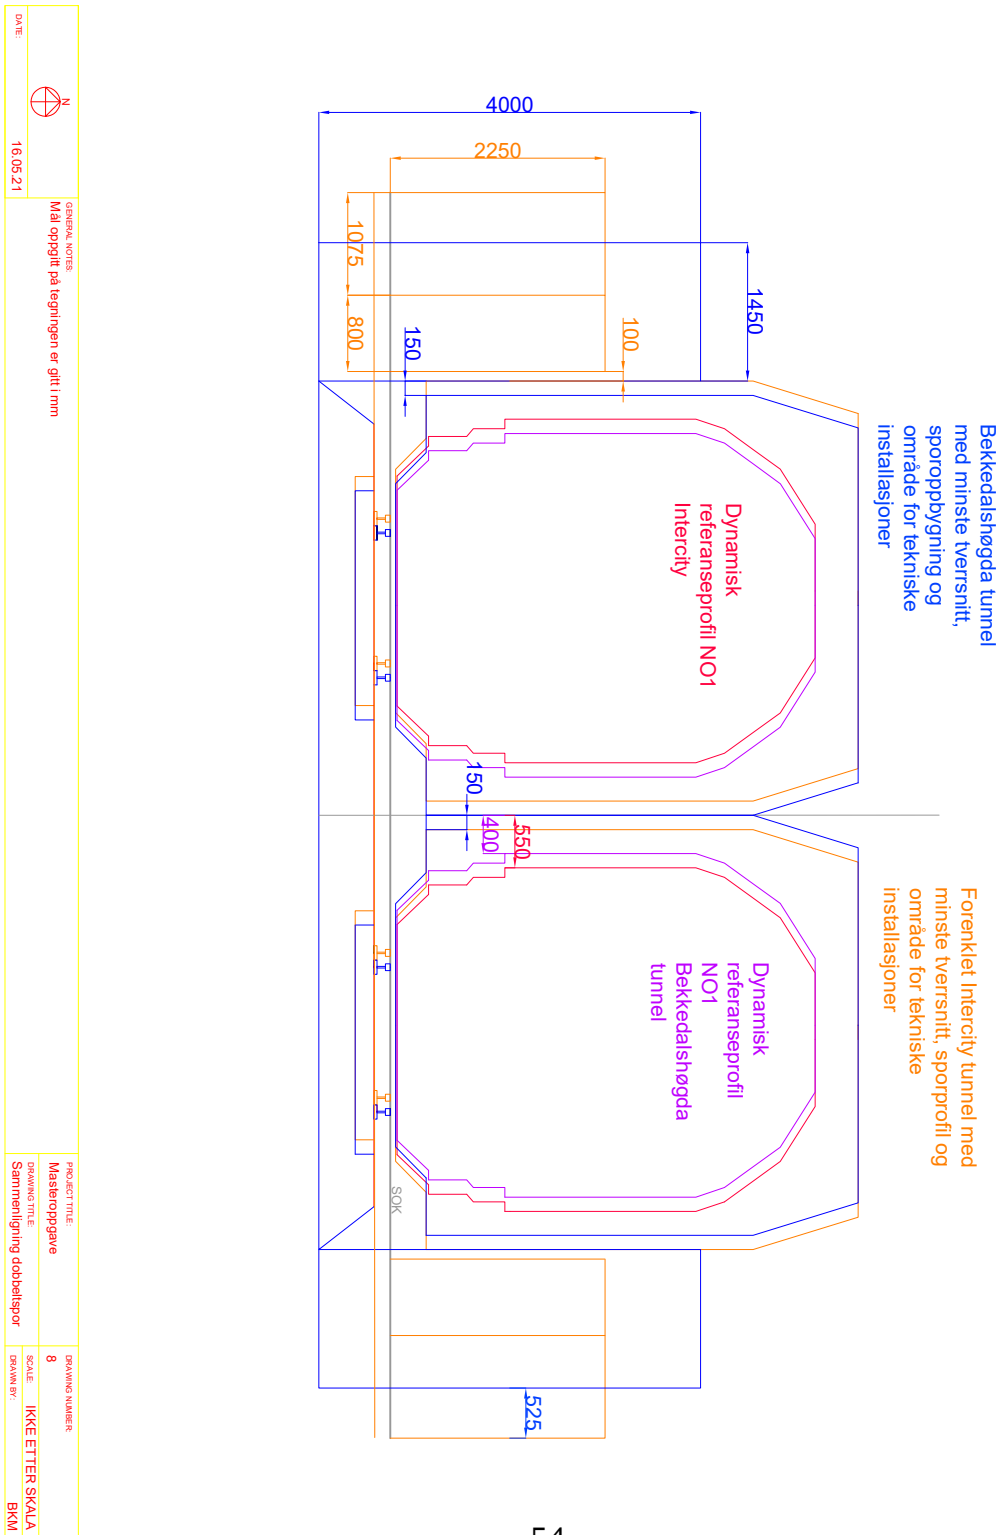 Bekkedalshøgda tunnel
med minste tverrsnitt,
sporoppbygning og
område for tekniske
installasjoner
Forenklet Intercity tunnel med
minste tverrsnitt, sporprofil og
område for tekniske
installasjoner
4000
2250
1450
1075
800
100
150
Dynamisk
referanseprofil NO1
Intercity
150
400
550
Dynamisk
referanseprofil
NO1
Bekkedalshøgda
tunnel
SOK
525
N
DATE:
16.05.21
GENERAL NOTES:
Mål oppgitt på tegningen er gitt i mm
PROJECT TITLE:
Masteroppgave
DRAWING TITLE:
Sammenligning dobbeltspor
DRAWING NUMBER:
8
SCALE:
IKKE ETTER SKALA
DRAWN BY:
BKM
54